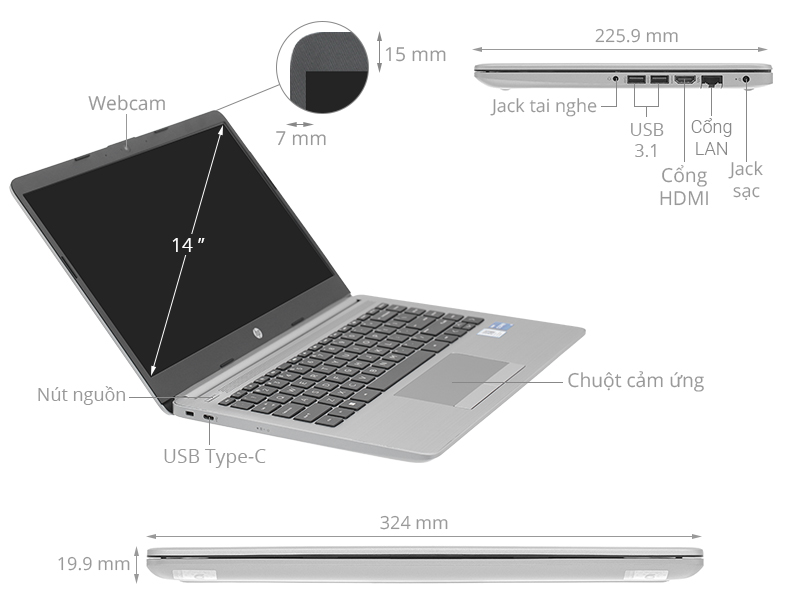 15 mm
7 mm
Webcam
225.9 mm
Jack tai nghe
USB
3.1
Cổng
HDMI
Cổng
LAN
Jack
sạc
14 ”
hp
Nút nguồn
USB Type-C
Chuột cảm ứng
324 mm
19.9 mm